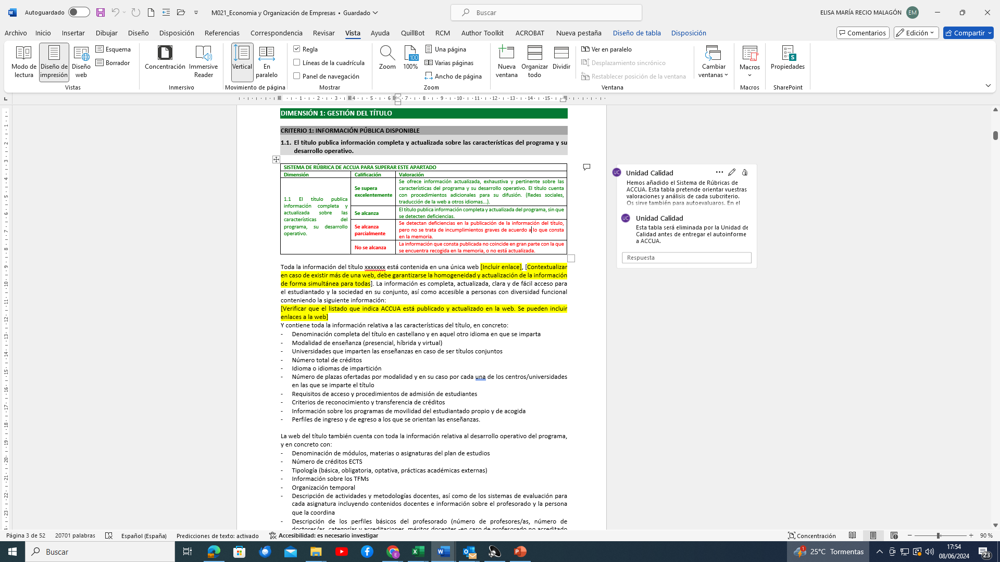 Autoguardado
M021_Economia y Organización de Empresas • Guardado
Buscar
ELISA MARÍA RECIO MALAGÓN
EM
Archivo Inicio Insertar Dibujar Diseño Disposición Referencias Correspondencia Revisar Vista Ayuda QuillBot RCM Author Toolkit ACROBAT Nueva pestaña Diseño de tabla Disposición
Comentarios Edición Compartir
Modo de lectura
Diseño de impresión
Diseño web
Esquema
Borrador
Vistas
Concentración
Immersive Reader
Inmersivo
Vertical
En paralelo
Movimiento de página
Regla
Líneas de la cuadrícula
Panel de navegación
Mostrar
Zoom
100
100%
Una página
Varias páginas
Ancho de página
Zoom
Nueva ventana
Organizar todo
Dividir
Ver en paralelo
Desplazamiento sincrónico
Restablecer posición de la ventana
Ventana
Cambiar ventanas
Macros
Macros
Propiedades
SharePoint
DIMENSIÓN 1: GESTIÓN DEL TÍTULO
CRITERIO 1: INFORMACIÓN PÚBLICA DISPONIBLE
1.1. El título publica información completa y actualizada sobre las características del programa y su
desarrollo operativo.
SISTEMA DE RÚBRICA DE ACCUA PARA SUPERAR ESTE APARTADO
Dimensión Calificación Valoración
1.1 El título publica
información completa y
actualizada sobre las
características del
programa, su desarrollo
operativo.
Se supera
excelentemente
Se ofrece información actualizada, exhaustiva y pertinente sobre las
características del programa y su desarrollo operativo. El título cuenta
con procedimientos adicionales para su difusión. (Redes sociales,
traducción de la web a otros idiomas...).
Se alcanza
El título publica información completa y actualizada del programa, sin que
se detecten deficiencias.
Se alcanza
parcialmente
Se detectan deficiencias en la publicación de la información del título,
pero no se trata de incumplimientos graves de acuerdo a lo que consta
en la memoria.
No se alcanza
La información que consta publicada no coincide en gran parte con la que
se encuentra recogida en la memoria, o no está actualizada.
Toda la información del título xxxxxxx está contenida en una única web [Incluir enlace], [Contextualizar
en caso de existir más de una web, debe garantizarse la homogeneidad y actualización de la información
de forma simultánea para todas]. La información es completa, actualizada, clara y de fácil acceso para
el estudiantado y la sociedad en su conjunto, así como accesible a personas con diversidad funcional
conteniendo la siguiente información:
[Verificar que el listado que indica ACCUA está publicado y actualizado en la web. Se pueden incluir
enlaces a la web]
Y contiene toda la información relativa a las características del título, en concreto:
- Denominación completa del título en castellano y en aquel otro idioma en que se imparta
- Modalidad de enseñanza (presencial, híbrida y virtual)
- Universidades que imparten las enseñanzas en caso de ser títulos conjuntos
- Número total de créditos
- Idioma o idiomas de impartición
- Número de plazas ofertadas por modalidad y en su caso por cada una de los centros/universidades
en las que se imparte el título
- Requisitos de acceso y procedimientos de admisión de estudiantes
- Criterios de reconocimiento y transferencia de créditos
- Información sobre los programas de movilidad del estudiantado propio y de acogida
- Perfiles de ingreso y de egreso a los que se orientan las enseñanzas.
La web del título también cuenta con toda la información relativa al desarrollo operativo del programa,
y en concreto con:
- Denominación de módulos, materias o asignaturas del plan de estudios
- Número de créditos ECTS
- Tipología (básica, obligatoria, optativa, prácticas académicas externas)
- Información sobre los TFMs
- Organización temporal
- Descripción de actividades y metodologías docentes, así como de los sistemas de evaluación para
cada asignatura incluyendo contenidos docentes e información sobre el profesorado y la persona
que la coordina
- Descripción de los perfiles básicos del profesorado (número de profesores/as, número de
doctores/as, categorías y acreditaciones, méritos docentes -en caso de profesorado no acreditado
UC Unidad Calidad
Hemos añadido el Sistema de Rúbricas de
ACCUA. Esta tabla pretende orientar vuestras
valoraciones y análisis de cada subcriterio.
Os sirve también para autoevaluaros. En el
UC Unidad Calidad
Esta tabla será eliminada por la Unidad de
Calidad antes de entregar el autoinforme
a ACCUA.
Respuesta
Página 3 de 52 20701 palabras Español (España) Predicciones de texto: activado Accesibilidad: es necesario investigar
Concentración 90 %
Buscar
25°C Tormentas
17:54
08/06/2024
23